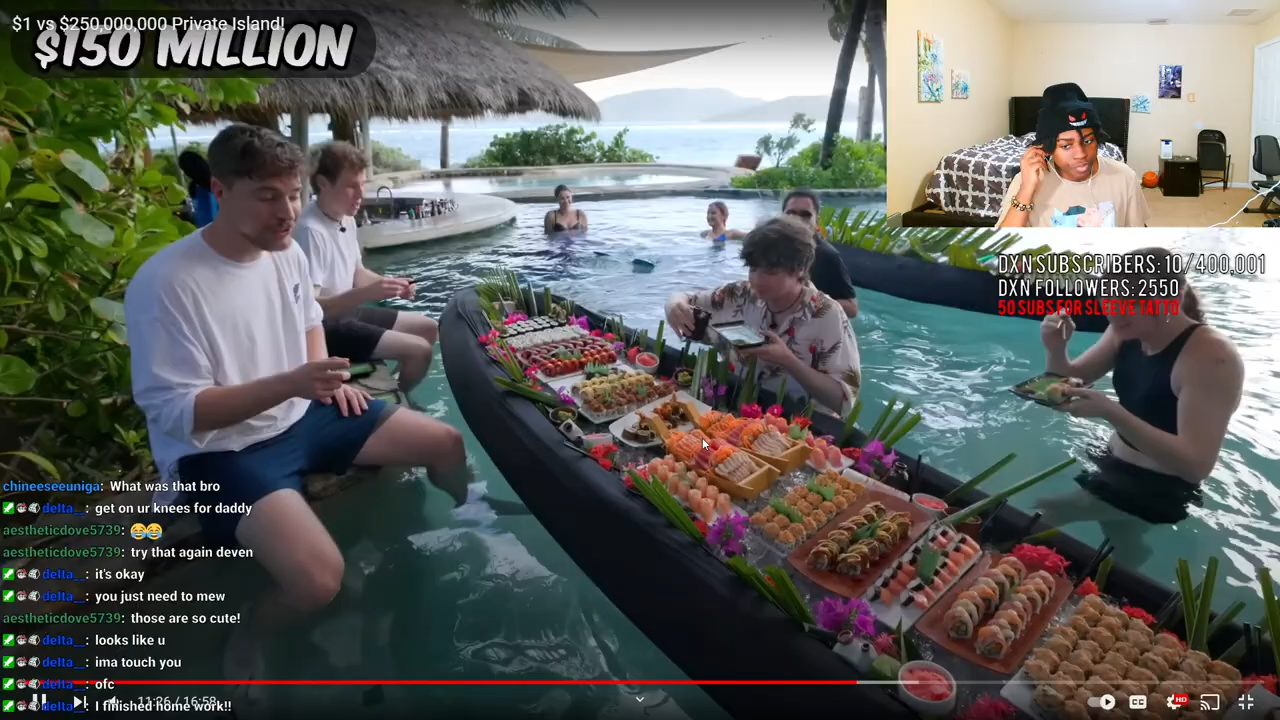 $1 vs $250,000,000 Private Island!
$150 MILLION
DXN SUBSCRIBERS: 10/400,001
DXN FOLLOWERS: 2550
50 SUBS FOR SLEEVE TATTO
chineeseeuniga: What was that bro
delta__: get on ur knees for daddy
aestheticdove5739: 😂😂
aestheticdove5739: try that again deven
delta__: it's okay
delta__: you just need to mew
aestheticdove5739: those are so cute!
delta__: looks like u
delta__: ima touch you
delta__: ofc
delta__: I finished home work!!
11:26 / 16:58
CC
HD